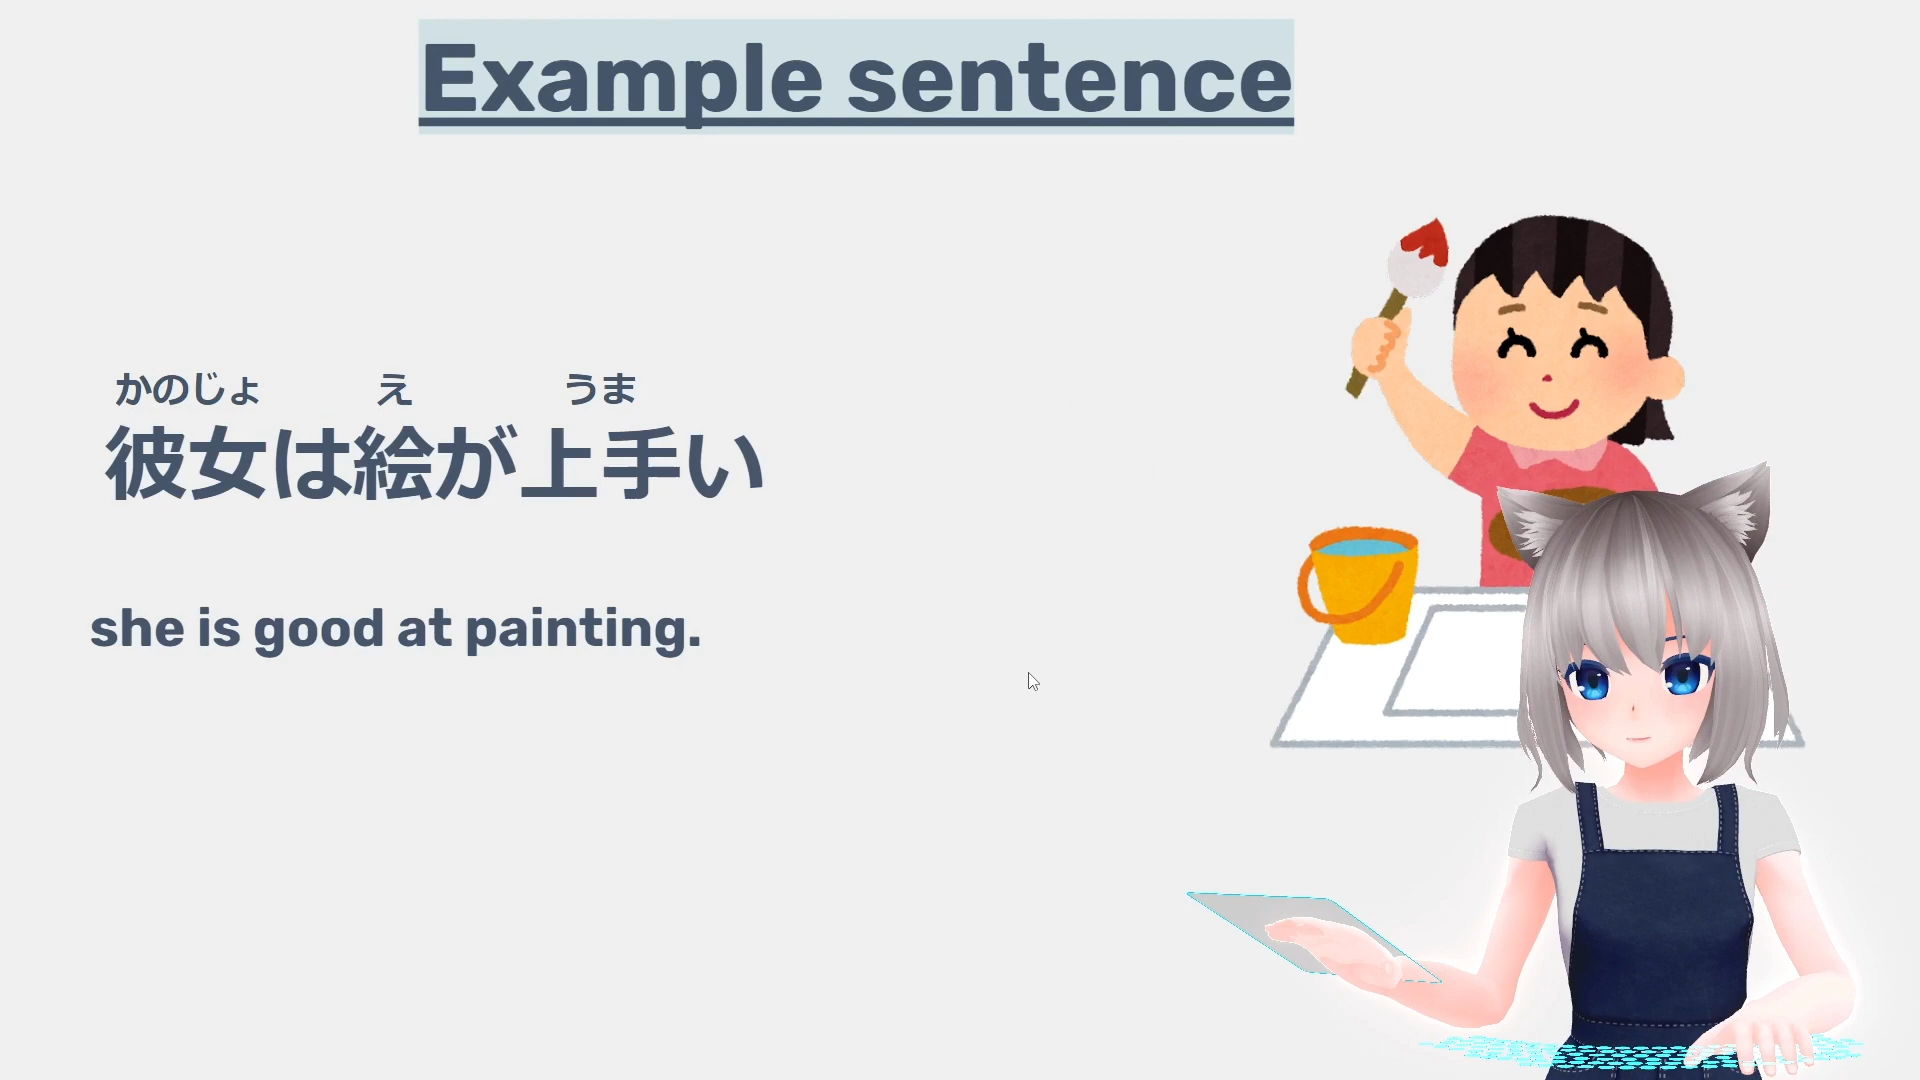 Example sentence
かのじょ え うま
彼女は絵が上手い
she is good at painting.